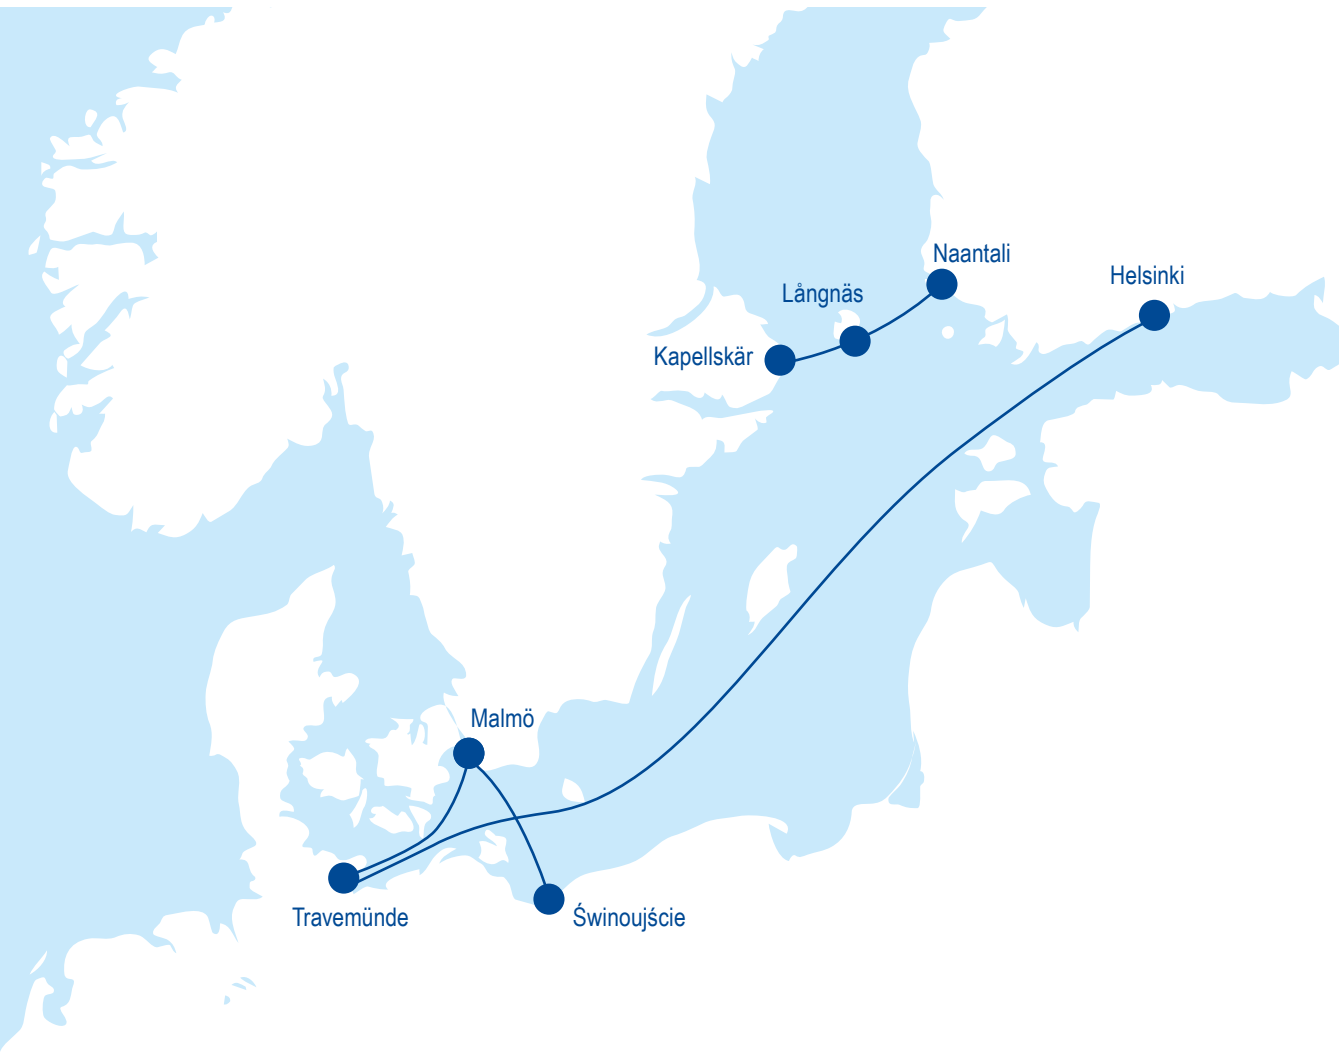 Naantali
Helsinki
Långnäs
Kapellskär
Malmö
Travemünde
Świnoujście